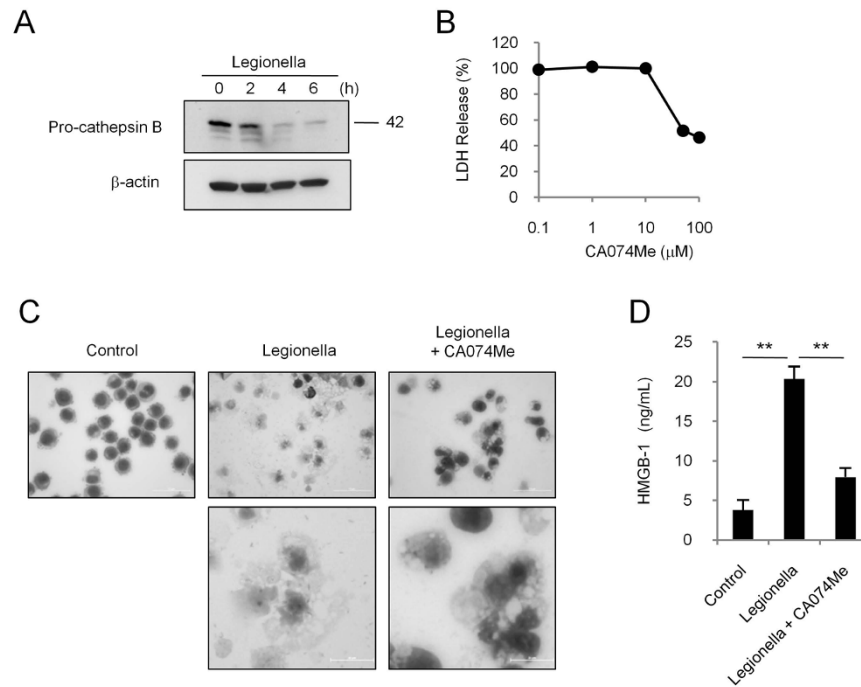 A
Legionella
0 2 4 6 (h)
Pro-cathepsin B
42
β-actin
B
LDH Release (%)
120
100
80
60
40
20
0
0.1 1 10 100
CA074Me (μM)
C
Control
Legionella
Legionella
+ CA074Me
D
HMGB-1 (ng/mL)
25
20
15
10
5
0
** **
Control
Legionella
Legionella + CA074Me